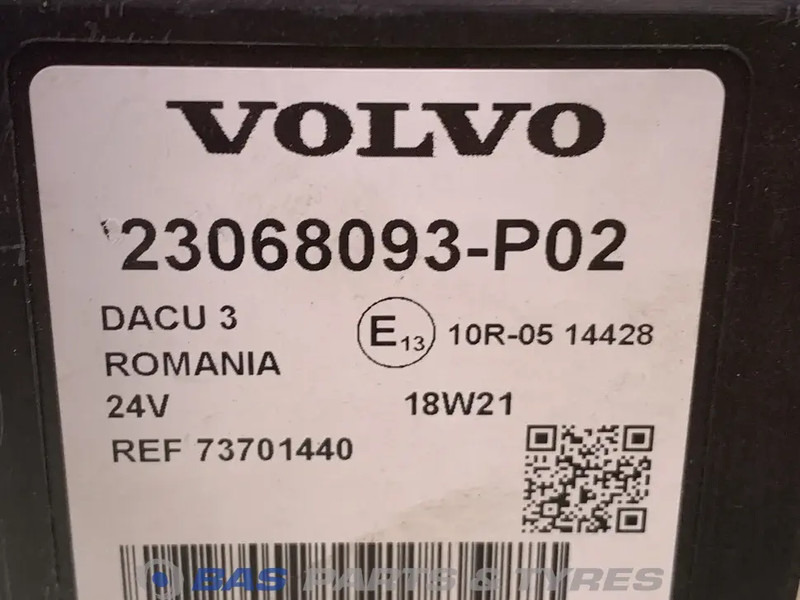 VOLVO
23068093-P02
DACU 3
E13 10R-05 14428
ROMANIA
24V 18W21
REF 73701440
BAS PARTS & TYRES